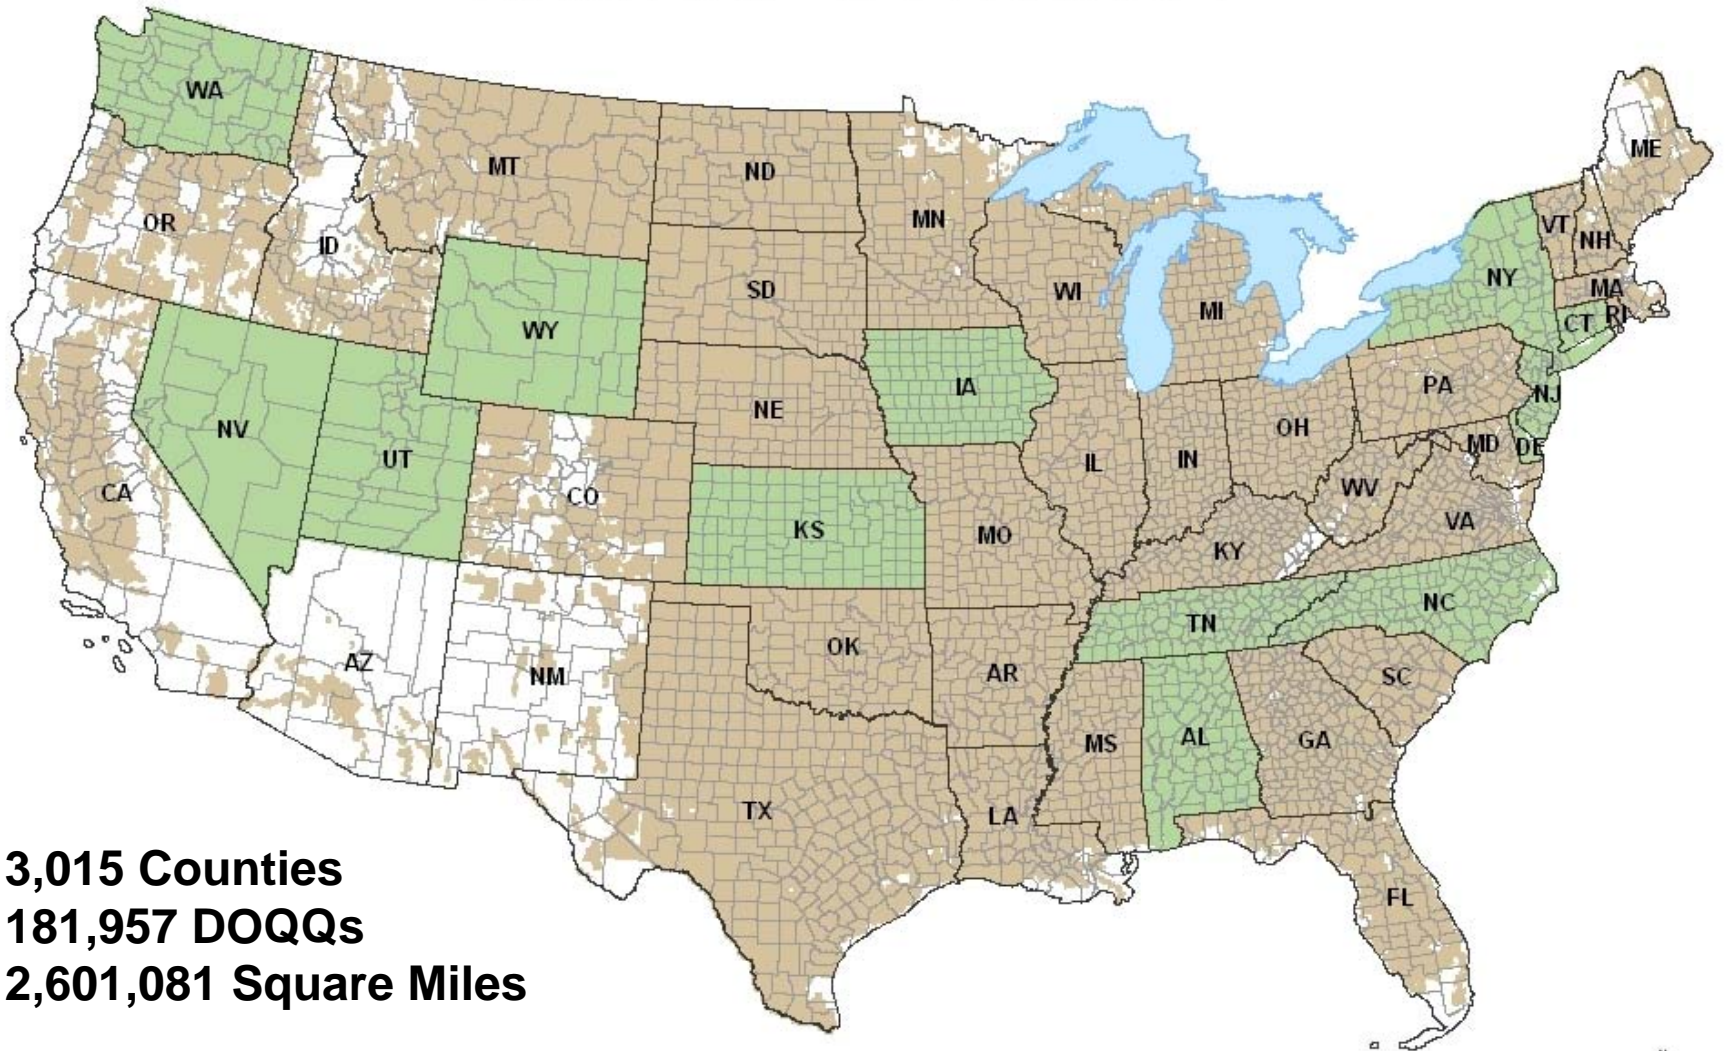 WA
MT
ND
ME
OR
ID
MN
VT
NH
WY
SD
WI
MI
NY
MA
CT
RI
NV
UT
NE
IA
PA
NJ
CA
CO
KS
IL
IN
OH
MD
DE
WV
MO
KY
VA
AZ
NM
OK
AR
TN
NC
SC
TX
LA
MS
AL
GA
FL
3,015 Counties
181,957 DOQQs
2,601,081 Square Miles